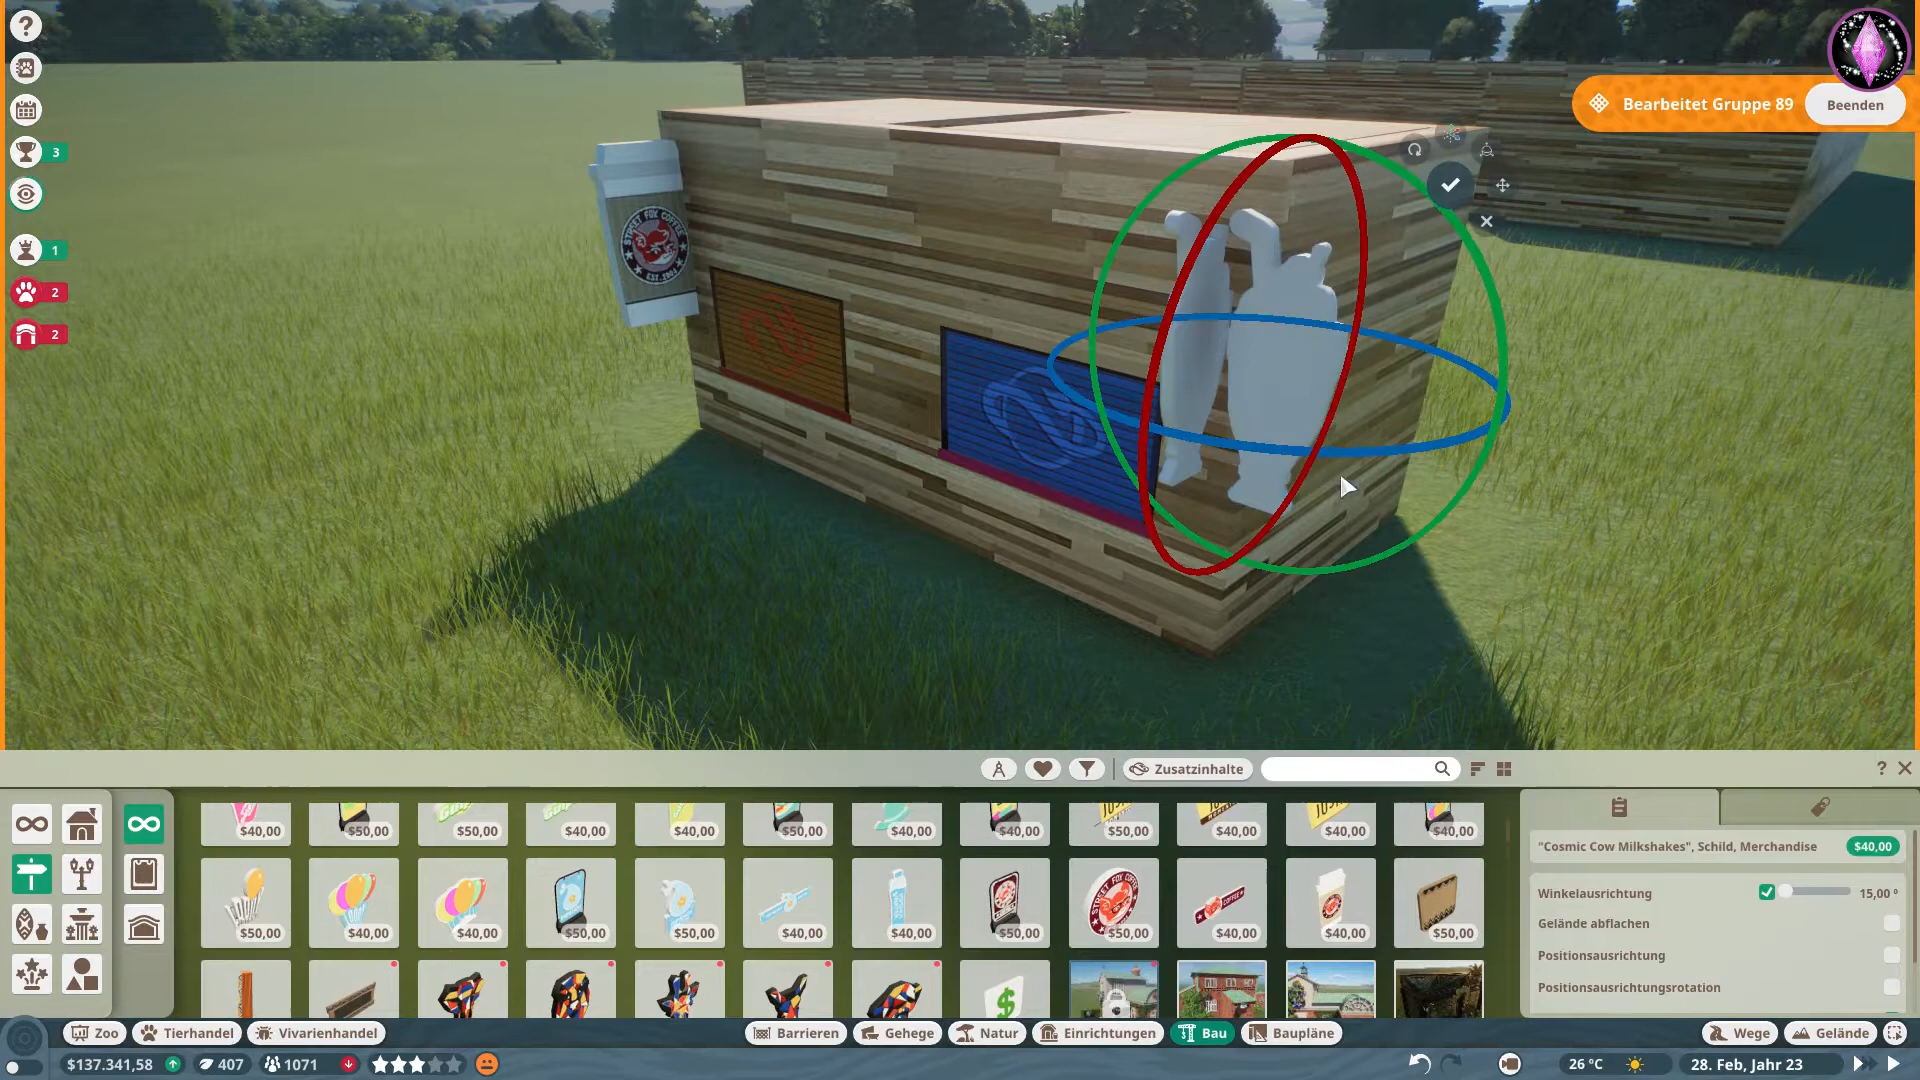 Bearbeitet Gruppe 89
Beenden
3
1
2
2
STREET FOX COFFEE
EST. 2003
Zusatzinhalte
$40,00
$50,00
$50,00
$40,00
$40,00
$50,00
$40,00
$40,00
$50,00
$40,00
$40,00
$40,00
$50,00
$40,00
$40,00
$50,00
$50,00
$40,00
$40,00
$50,00
$50,00
$40,00
$40,00
$50,00
"Cosmic Cow Milkshakes", Schild, Merchandise
$40,00
Winkelausrichtung
15,00 °
Gelände abflachen
Positionsausrichtung
Positionsausrichtungsrotation
Zoo
Tierhandel
Vivarienhandel
Barrieren
Gehege
Natur
Einrichtungen
Bau
Baupläne
Wege
Gelände
$137.341,58
407
1071
26 °C
28. Feb, Jahr 23